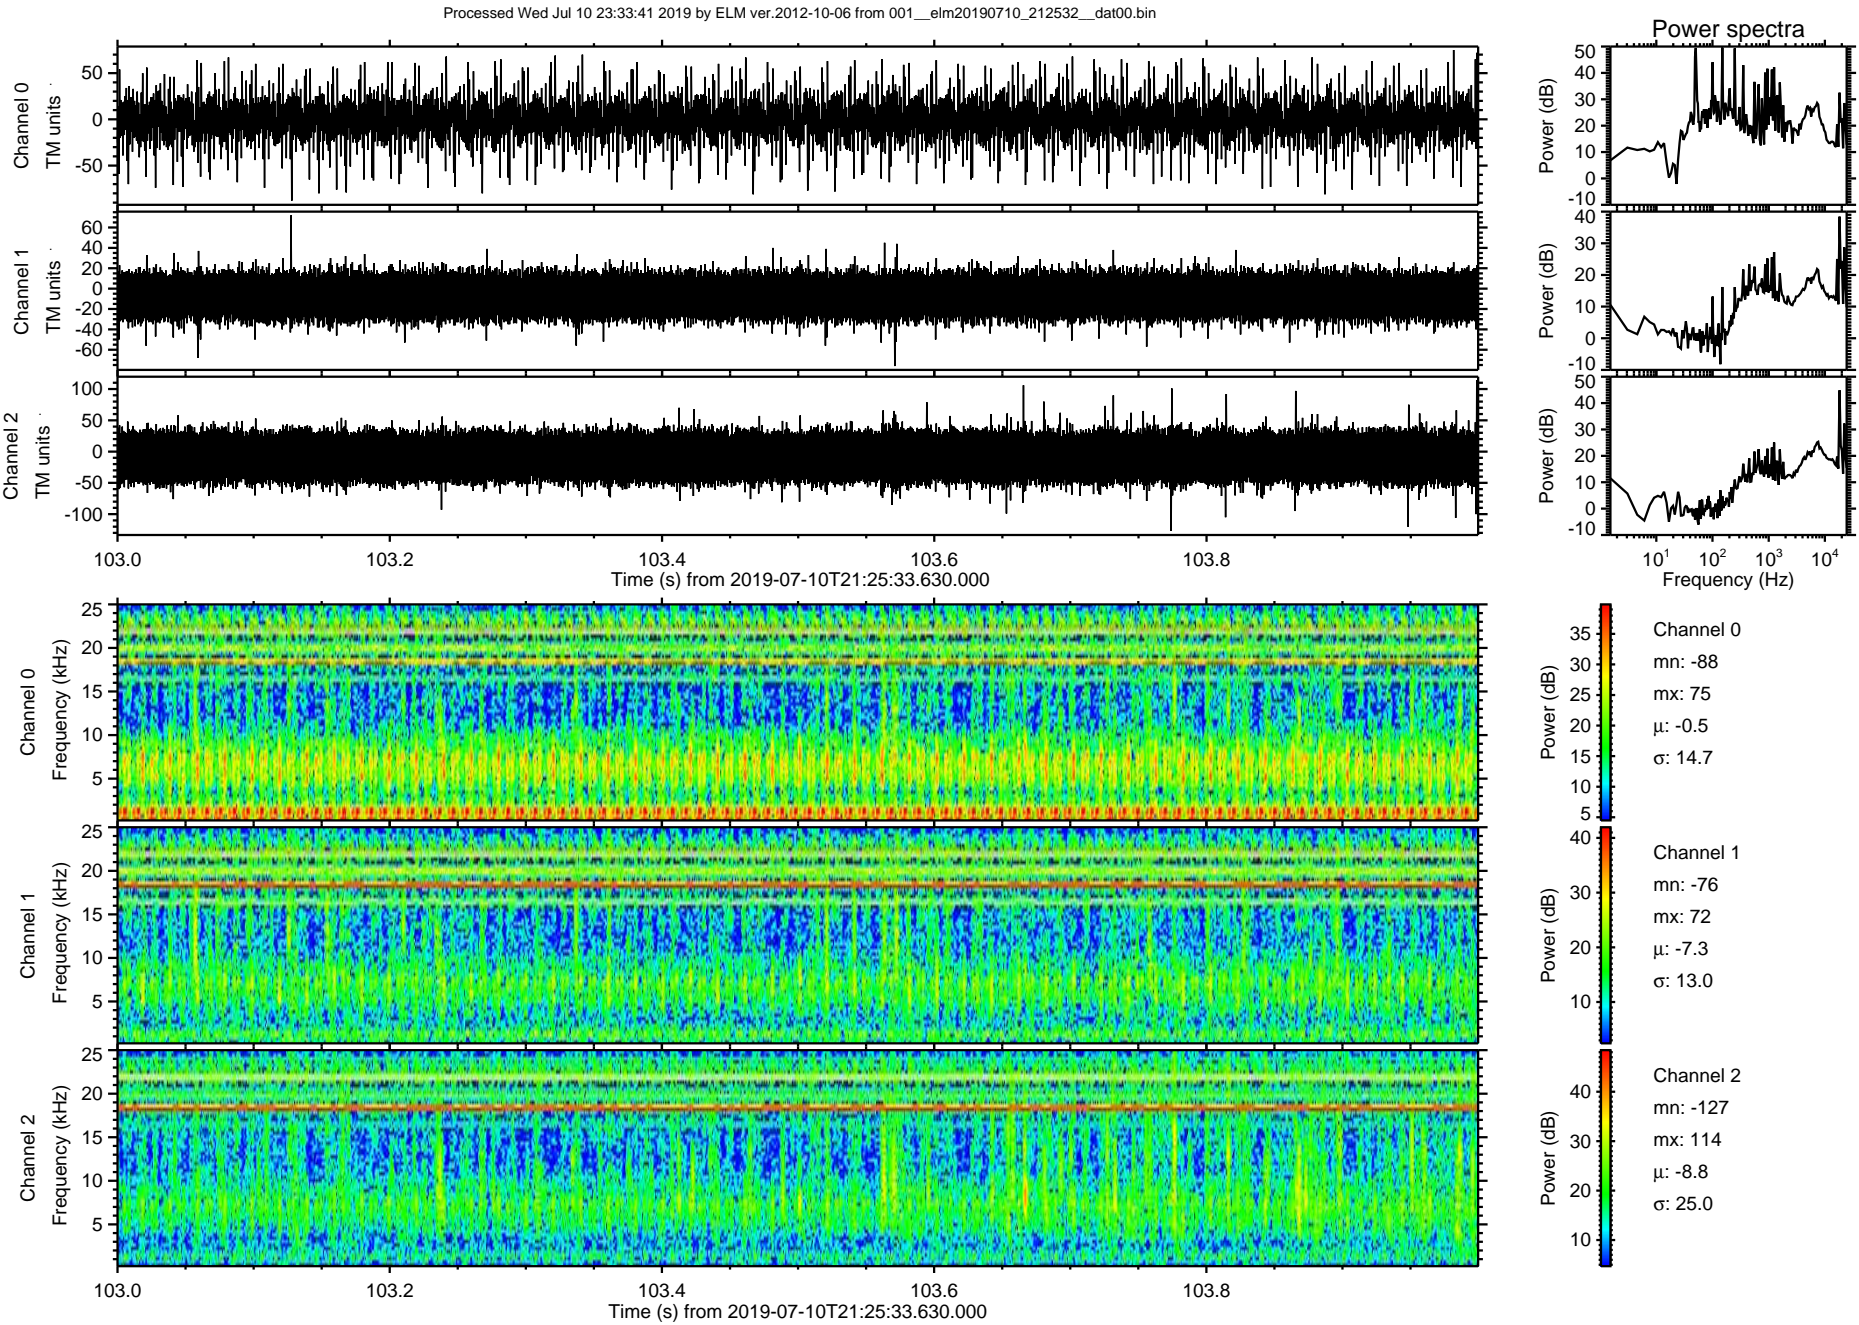 Processed Wed Jul 10 23:33:41 2019 by ELM ver.2012-10-06 from 001__elm20190710_212532__dat00.bin
Power spectra
Channel 0
TM units
50
0
-50
Power (dB)
50
40
30
20
10
0
-10
Channel 1
TM units
60
40
20
0
-20
-40
-60
Power (dB)
40
30
20
10
0
-10
Channel 2
TM units
100
50
0
-50
-100
Power (dB)
50
40
30
20
10
0
-10
103.0 103.2 103.4 103.6 103.8
Time (s) from 2019-07-10T21:25:33.630.000
10¹ 10² 10³ 10⁴
Frequency (Hz)
Channel 0
Frequency (kHz)
25
20
15
10
5
Power (dB)
35
30
25
20
15
10
5
Channel 0
mn: -88
mx: 75
μ: -0.5
σ: 14.7
Channel 1
Frequency (kHz)
25
20
15
10
5
Power (dB)
40
30
20
10
Channel 1
mn: -76
mx: 72
μ: -7.3
σ: 13.0
Channel 2
Frequency (kHz)
25
20
15
10
5
Power (dB)
40
30
20
10
Channel 2
mn: -127
mx: 114
μ: -8.8
σ: 25.0
103.0 103.2 103.4 103.6 103.8
Time (s) from 2019-07-10T21:25:33.630.000